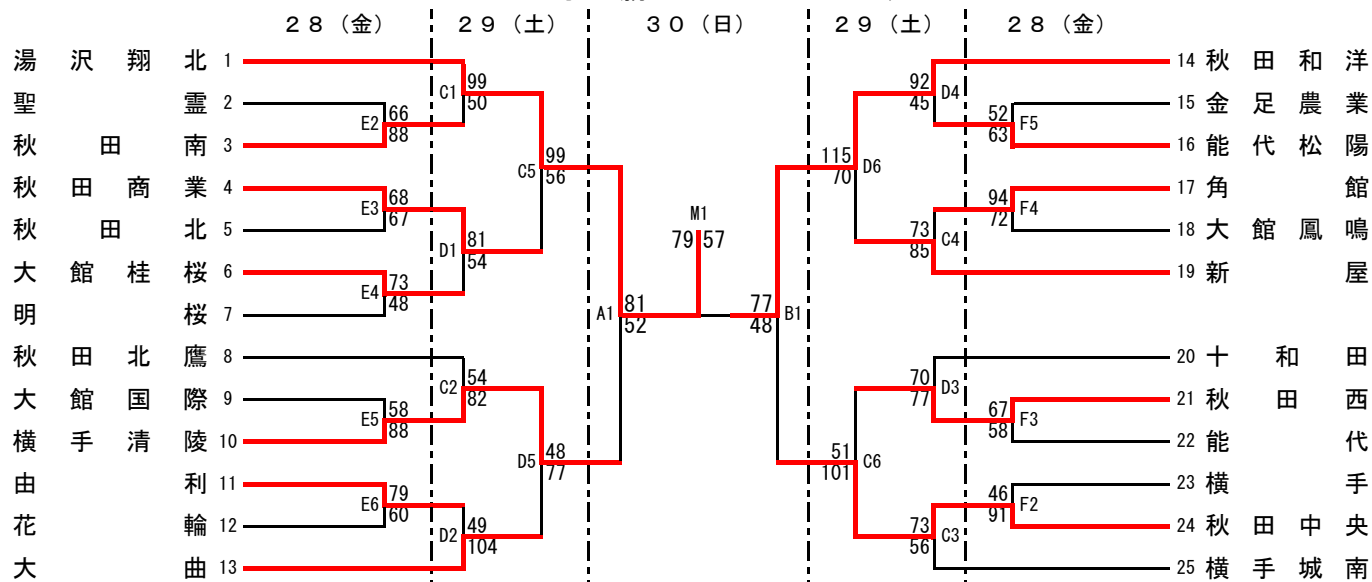 28（金） 29（土） 30（日） 29（土） 28（金）
湯沢翔北 1
聖霊 2
秋田南 3
秋田商業 4
秋田北 5
大館桂桜 6
明桜 7
秋田北鷹 8
大館国際 9
横手清陵 10
由利 11
花輪 12
大曲 13
E2 66 88
E3 68 67
E4 73 48
E5 58 88
E6 79 60
C1 99 50
D1 81 54
C2 54 82
D2 49 104
C5 99 56
D5 48 77
A1 81 52
M1
79 57
77 48 B1
115 70 D6
51 101 C6
92 45 D4
73 85 C4
70 77 D3
73 56 C3
52 63 F5
94 72 F4
67 58 F3
46 91 F2
14 秋田和洋
15 金足農業
16 能代松陽
17 角館
18 大館鳳鳴
19 新屋
20 十和田
21 秋田西
22 能代
23 横手
24 秋田中央
25 横手城南